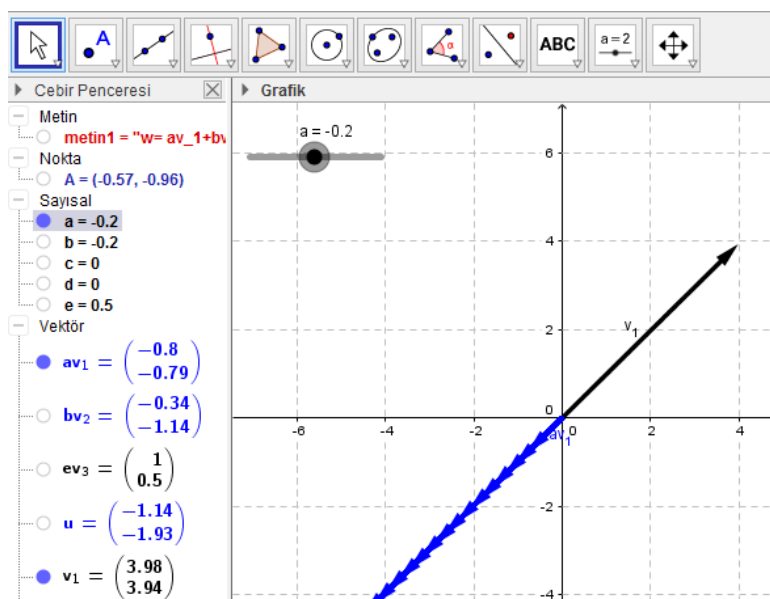 A
α
ABC
a = 2
Cebir Penceresi
Grafik
Metin
metin1 = "w= av_1+bv
Nokta
A = (-0.57, -0.96)
Sayısal
a = -0.2
b = -0.2
c = 0
d = 0
e = 0.5
Vektör
av₁ = (−0.8
−0.79)
bv₂ = (−0.34
−1.14)
ev₃ = (1
0.5)
u = (−1.14
−1.93)
v₁ = (3.98
3.94)
a = -0.2
6
4
v₁
2
0
-6 -4 -2 0 2 4
av₁
-2
-4